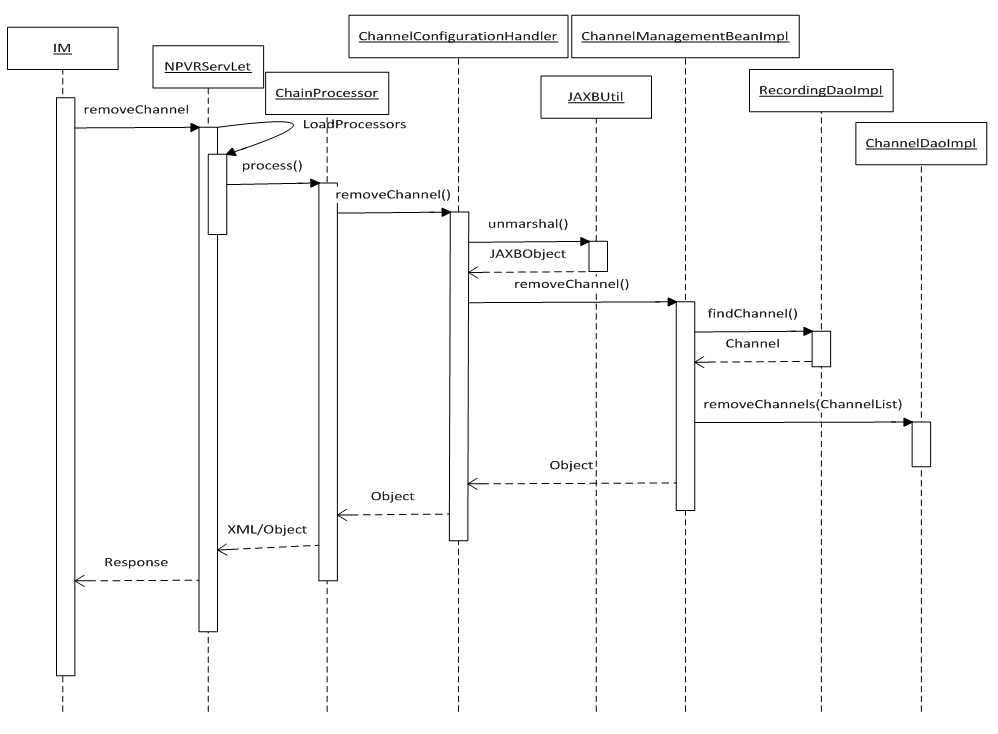 ChannelConfigurationHandler
ChannelManagementBeanImpl
IM
NPVRServLet
ChainProcessor
JAXBUtil
RecordingDaoImpl
ChannelDaoImpl
removeChannel
LoadProcessors
process()
removeChannel()
unmarshal()
JAXBObject
removeChannel()
findChannel()
Channel
removeChannels(ChannelList)
Object
Object
XML/Object
Response